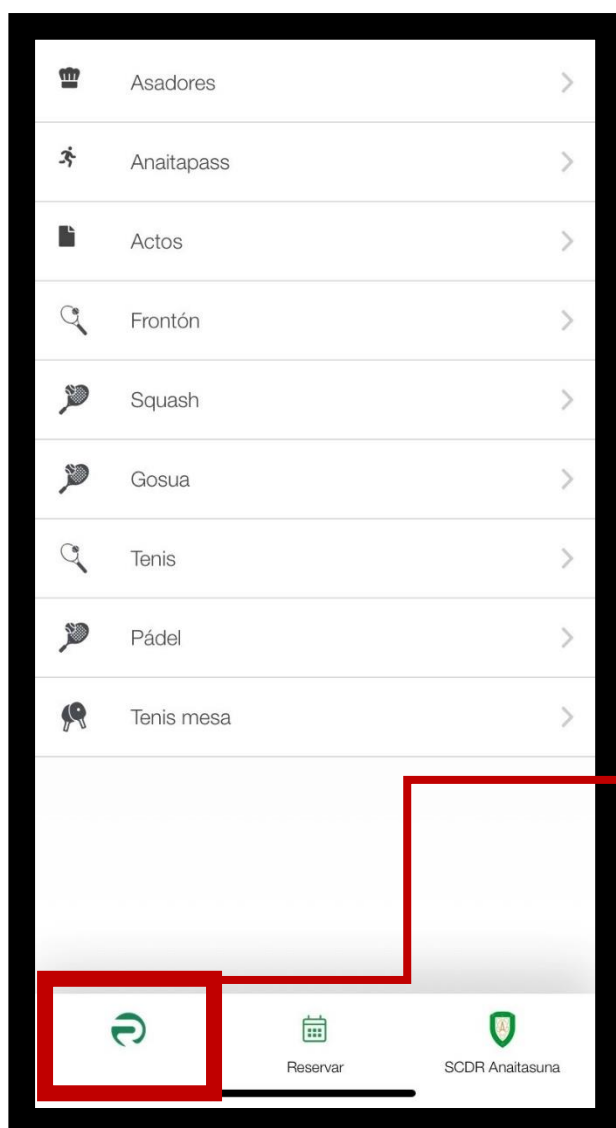 Asadores
Anaitapass
Actos
Frontón
Squash
Gosua
Tenis
Pádel
Tenis mesa
Reservar
SCDR Anaitasuna